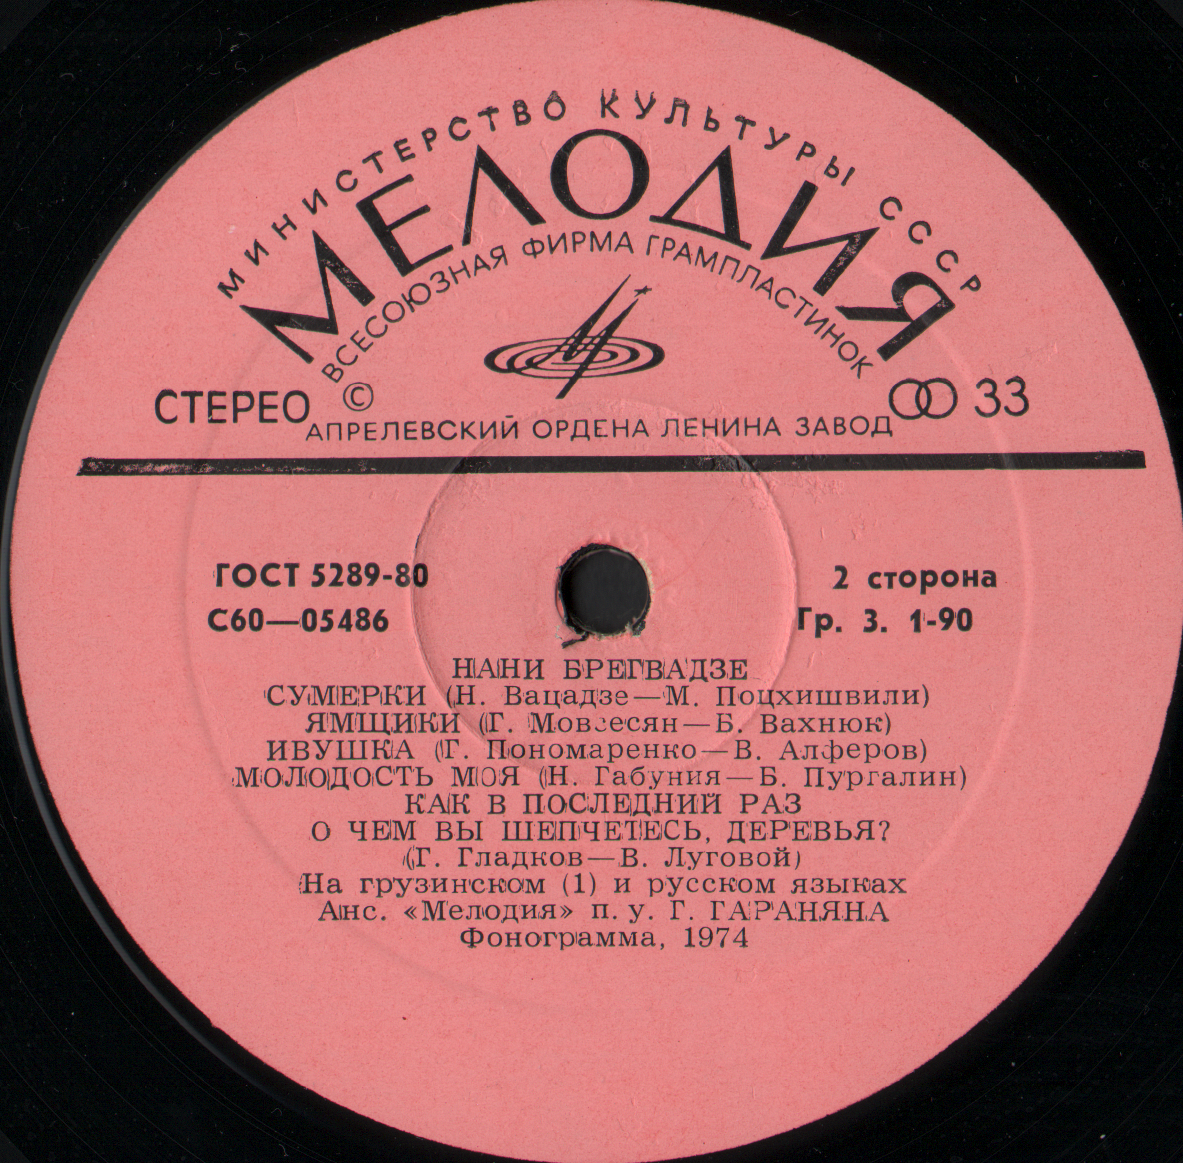 МИНИСТЕРСТВО КУЛЬТУРЫ СССР
МЕЛОДИЯ
ВСЕСОЮЗНАЯ ФИРМА ГРАМПЛАСТИНОК
СТЕРЕО © 33
АПРЕЛЕВСКИЙ ОРДЕНА ЛЕНИНА ЗАВОД
ГОСТ 5289-80 2 сторона
С60—05486 Гр. 3. 1-90
НАНИ БРЕГВАДЗЕ
СУМЕРКИ (Н. Вацадзе—М. Поцхишвили)
ЯМЩИКИ (Г. Мовсесян—Б. Вахнюк)
ИВУШКА (Г. Пономаренко—В. Алферов)
МОЛОДОСТЬ МОЯ (Н. Габуния—Б. Пургалин)
КАК В ПОСЛЕДНИЙ РАЗ
О ЧЕМ ВЫ ШЕПЧЕТЕСЬ, ДЕРЕВЬЯ?
(Г. Гладков—В. Луговой)
На грузинском (1) и русском языках
Анс. «Мелодия» п. у. Г. ГАРАНЯНА
Фонограмма, 1974